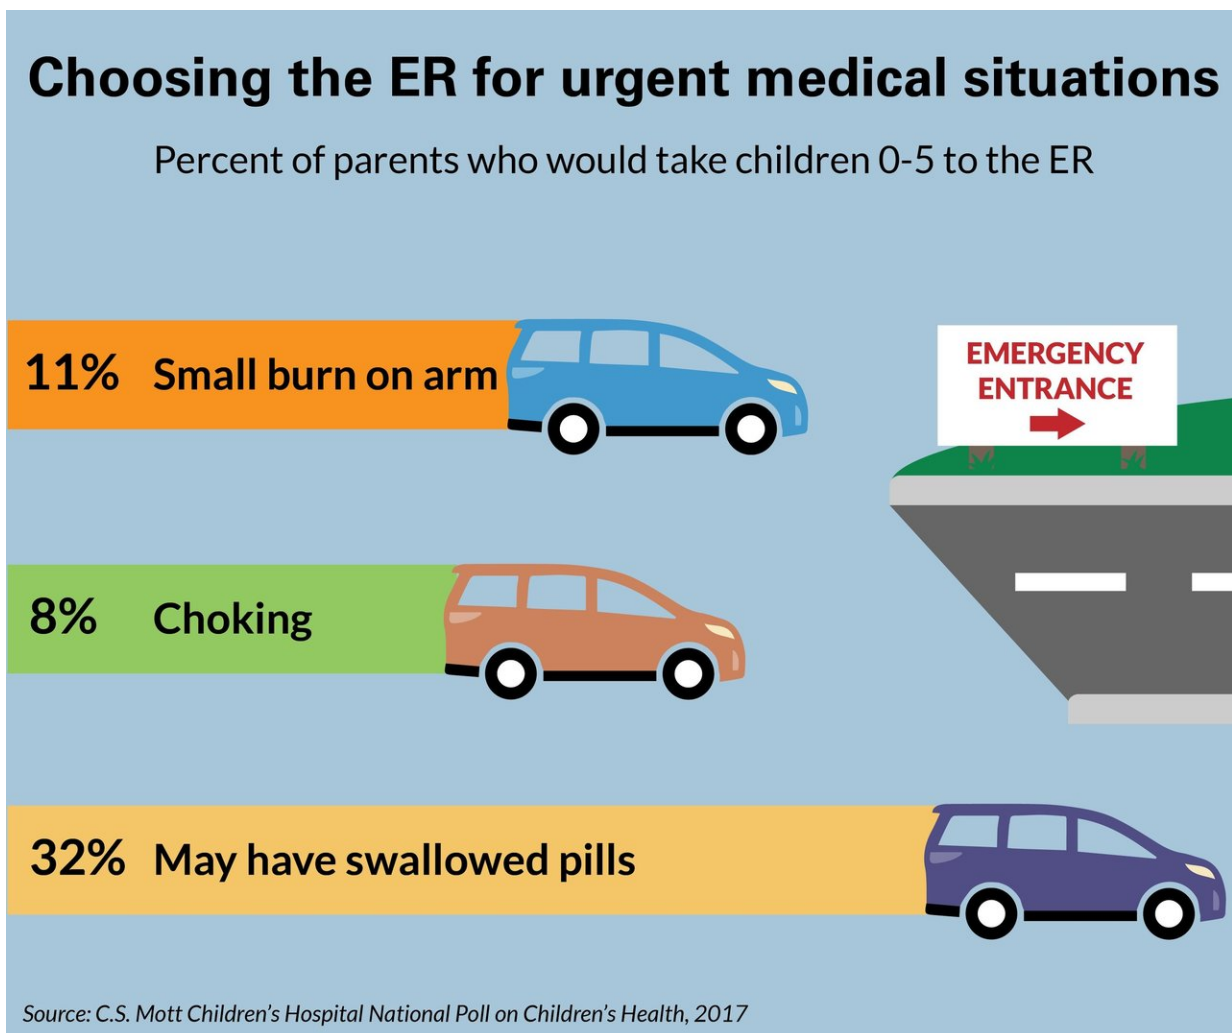 Choosing the ER for urgent medical situations
Percent of parents who would take children 0-5 to the ER
11% Small burn on arm
EMERGENCY
ENTRANCE
8% Choking
32% May have swallowed pills
Source: C.S. Mott Children's Hospital National Poll on Children's Health, 2017